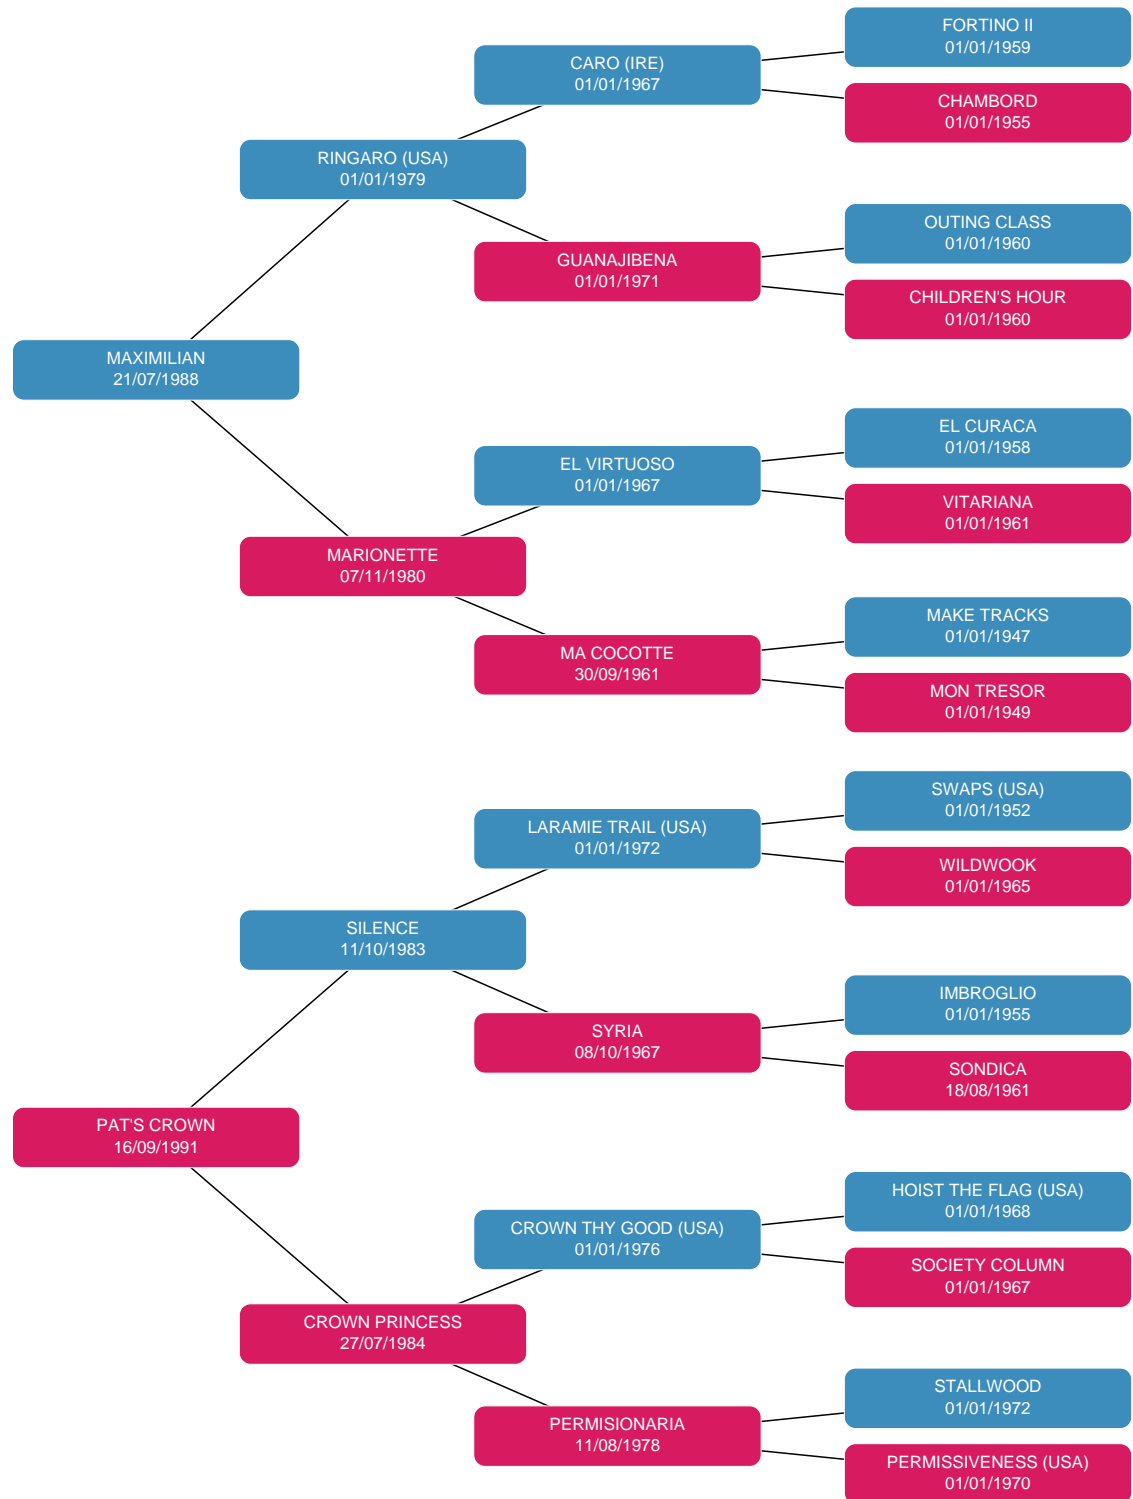 FORTINO II
01/01/1959
CARO (IRE)
01/01/1967
CHAMBORD
01/01/1955
RINGARO (USA)
01/01/1979
OUTING CLASS
01/01/1960
GUANAJIBENA
01/01/1971
CHILDREN'S HOUR
01/01/1960
MAXIMILIAN
21/07/1988
EL CURACA
01/01/1958
EL VIRTUOSO
01/01/1967
VITARIANA
01/01/1961
MARIONETTE
07/11/1980
MAKE TRACKS
01/01/1947
MA COCOTTE
30/09/1961
MON TRESOR
01/01/1949
SWAPS (USA)
01/01/1952
LARAMIE TRAIL (USA)
01/01/1972
WILDWOOK
01/01/1965
SILENCE
11/10/1983
IMBROGLIO
01/01/1955
SYRIA
08/10/1967
SONDICA
18/08/1961
PAT'S CROWN
16/09/1991
HOIST THE FLAG (USA)
01/01/1968
CROWN THY GOOD (USA)
01/01/1976
SOCIETY COLUMN
01/01/1967
CROWN PRINCESS
27/07/1984
STALLWOOD
01/01/1972
PERMISIONARIA
11/08/1978
PERMISSIVENESS (USA)
01/01/1970